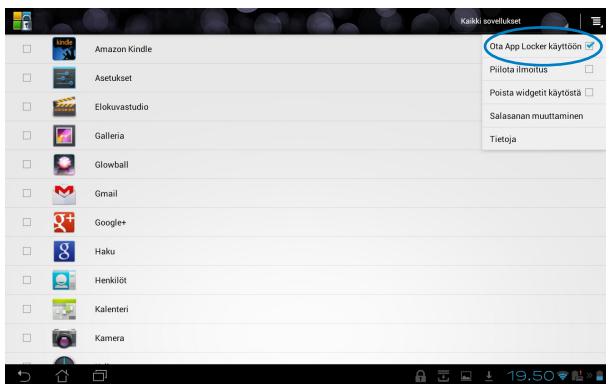 Kaikki sovellukset
Ota App Locker käyttöön
Piilota ilmoitus
Poista widgetit käytöstä
Salasanan muuttaminen
Tietoja
kindle
Amazon Kindle
Asetukset
Elokuvastudio
Galleria
Glowball
Gmail
Google+
Haku
Henkilöt
Kalenteri
Kamera
19.50